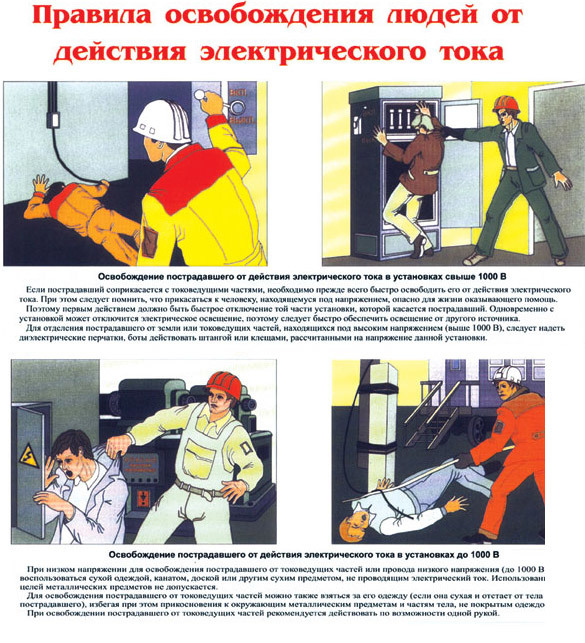 Правила освобождения людей от
действия электрического тока
Освобождение пострадавшего от действия электрического тока в установках свыше 1000 В
Если пострадавший соприкасается с токоведущими частями, необходимо прежде всего быстро освободить его от действия электрического
тока. При этом следует помнить, что прикасаться к человеку, находящемуся под напряжением, опасно для жизни оказывающего помощь.
Поэтому первым действием должно быть быстрое отключение той части установки, которой касается пострадавший. Одновременно с
установкой может отключится электрическое освещение, поэтому следует быстро обеспечить освещение от другого источника.
Для отделения пострадавшего от земли или токоведущих частей, находящихся под высоким напряжением (выше 1000 В), следует надеть
диэлектрические перчатки, боты действовать штангой или клещами, рассчитанными на напряжение данной установки.
Освобождение пострадавшего от действия электрического тока в установках до 1000 В
При низком напряжении для освобождения пострадавшего от токоведущих частей или провода низкого напряжения (до 1000 В
воспользоваться сухой одеждой, канатом, доской или другим сухим предметом, не проводящим электрический ток. Использовани
целей металлических предметов не допускается.
Для освобождения пострадавшего от токоведущих частей можно также взяться за его одежду (если она сухая и отстает от тела
пострадавшего), избегая при этом прикосновения к окружающим металлическим предметам и частям тела, не покрытым одеждо
При освобождении пострадавшего от токоведущих частей рекомендуется действовать по возможности одной рукой.